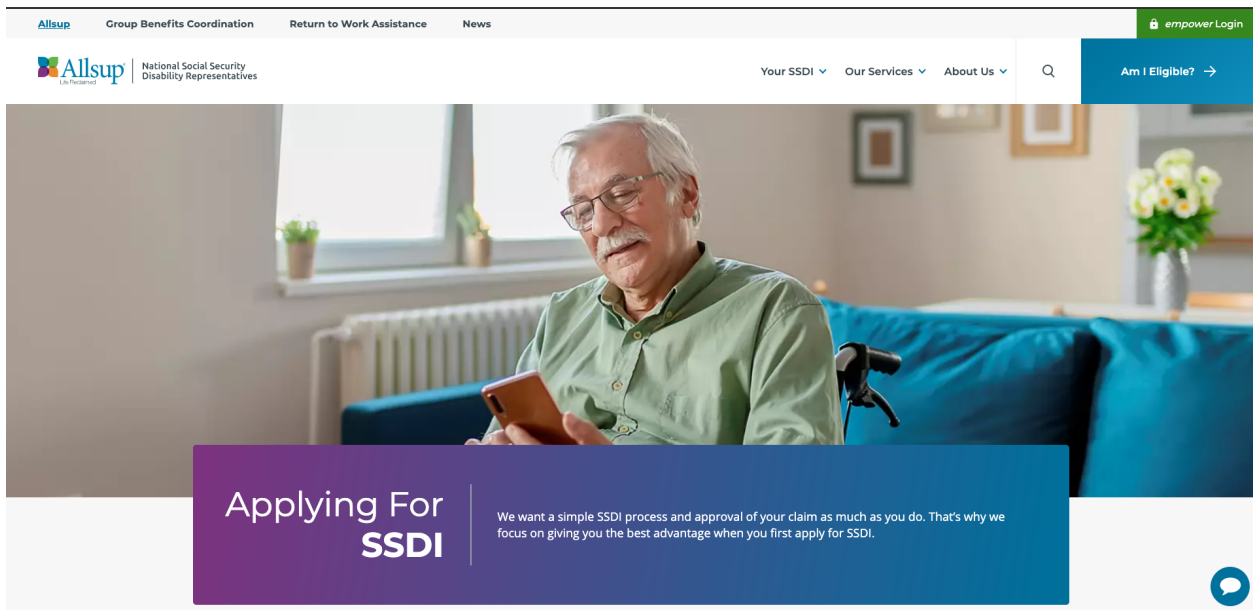 Allsup Group Benefits Coordination Return to Work Assistance News empower Login
Allsup
Life Reclaimed
National Social Security
Disability Representatives
Your SSDI Our Services About Us Am I Eligible?
Applying For
SSDI
We want a simple SSDI process and approval of your claim as much as you do. That's why we
focus on giving you the best advantage when you first apply for SSDI.